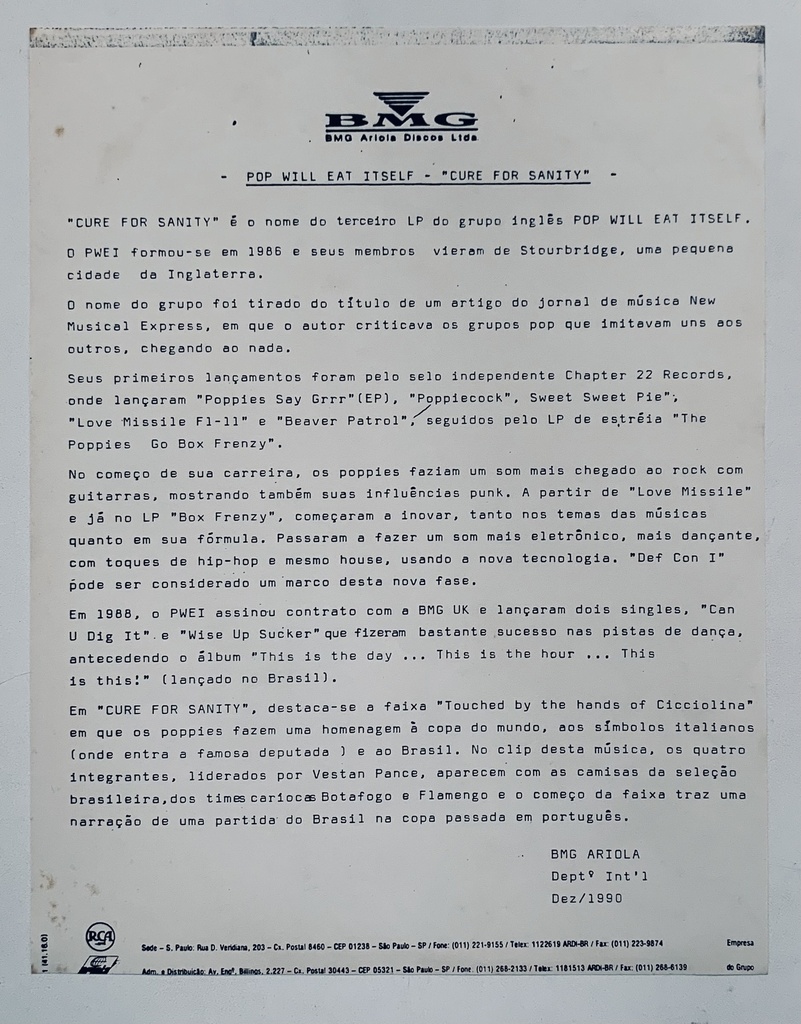 BMG
BMG Ariola Discos Ltda
- POP WILL EAT ITSELF - "CURE FOR SANITY" -
"CURE FOR SANITY" é o nome do terceiro LP do grupo inglês POP WILL EAT ITSELF.
O PWEI formou-se em 1986 e seus membros vieram de Stourbridge, uma pequena
cidade da Inglaterra.
O nome do grupo foi tirado do título de um artigo do jornal de música New
Musical Express, em que o autor criticava os grupos pop que imitavam uns aos
outros, chegando ao nada.
Seus primeiros lançamentos foram pelo selo independente Chapter 22 Records,
onde lançaram "Poppies Say Grrr"(EP), "Poppiecock", Sweet Sweet Pie",
"Love Missile Fl-11" e "Beaver Patrol", seguidos pelo LP de estréia "The
Poppies Go Box Frenzy".
No começo de sua carreira, os poppies faziam um som mais chegado ao rock com
guitarras, mostrando também suas influências punk. A partir de "Love Missile"
e já no LP "Box Frenzy", começaram a inovar, tanto nos temas das músicas
quanto em sua fórmula. Passaram a fazer um som mais eletrônico, mais dançante,
com toques de hip-hop e mesmo house, usando a nova tecnologia. "Def Con I"
pode ser considerado um marco desta nova fase.
Em 1988, o PWEI assinou contrato com a BMG UK e lançaram dois singles, "Can
U Dig It" e "Wise Up Sucker" que fizeram bastante sucesso nas pistas de dança,
antecedendo o álbum "This is the day ... This is the hour ... This
is this!" (lançado no Brasil).
Em "CURE FOR SANITY", destaca-se a faixa "Touched by the hands of Cicciolina"
em que os poppies fazem uma homenagem à copa do mundo, aos símbolos italianos
(onde entra a famosa deputada ) e ao Brasil. No clip desta música, os quatro
integrantes, liderados por Vestan Pance, aparecem com as camisas da seleção
brasileira, dos times cariocas Botafogo e Flamengo e o começo da faixa traz uma
narração de uma partida do Brasil na copa passada em português.
BMG ARIOLA
Deptº Int'l
Dez/1990
1 (41.16.0)
RCA
Sede – S. Paulo: Rua D. Veridiana, 203 – Cx. Postal 8460 – CEP 01238 – São Paulo – SP / Fone: (011) 221-9155 / Telex: 1122619 ARDI-BR / Fax: (011) 223-9874
Empresa
Adm. e Distribuição: Av. Engº. Billinos, 2.227 – Cx. Postal 30443 – CEP 05321 – São Paulo – SP / Fone: (011) 268-2133 / Telex: 1181513 ARDI-BR / Fax: (011) 268-6139
do Grupo